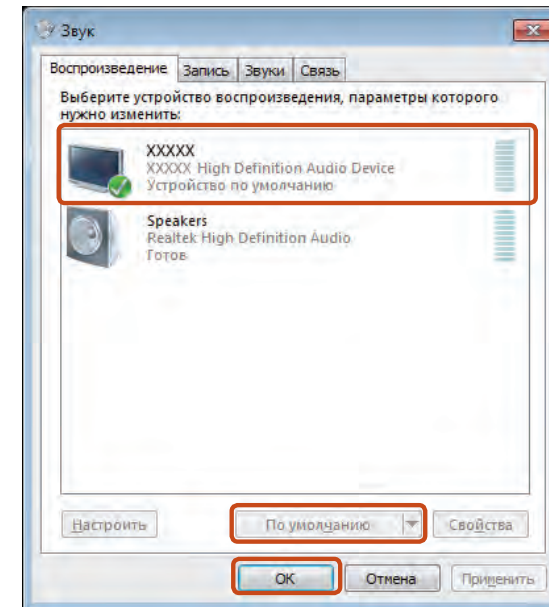 Звук
Воспроизведение Запись Звуки Связь
Выберите устройство воспроизведения, параметры которого
нужно изменить:
XXXXX
XXXXX High Definition Audio Device
Устройство по умолчанию
Speakers
Realtek High Definition Audio
Готов
Настроить По умолчанию Свойства
ОК Отмена Применить